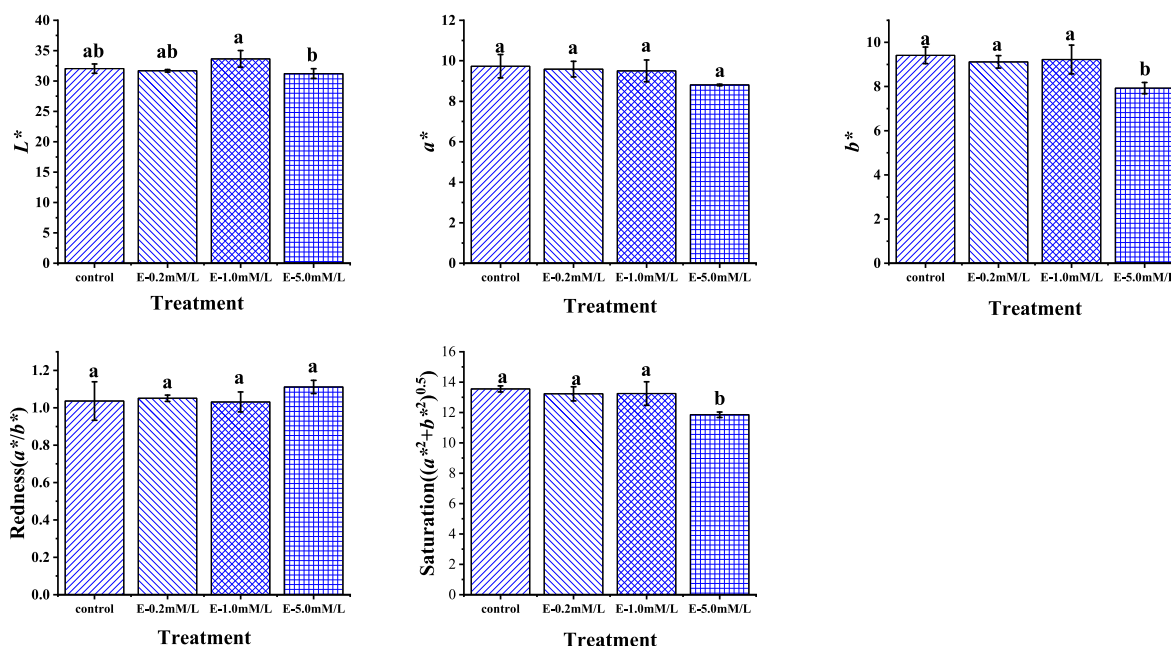 40
35
30
25
20
15
10
5
0
L*
ab
ab
a
b
control
E-0.2mM/L
E-1.0mM/L
E-5.0mM/L
Treatment
12
10
8
6
4
2
0
a*
a
a
a
a
control
E-0.2mM/L
E-1.0mM/L
E-5.0mM/L
Treatment
10
8
6
4
2
0
b*
a
a
a
b
control
E-0.2mM/L
E-1.0mM/L
E-5.0mM/L
Treatment
1.2
1.0
0.8
0.6
0.4
0.2
0.0
Redness(a*/b*)
a
a
a
a
control
E-0.2mM/L
E-1.0mM/L
E-5.0mM/L
Treatment
16
14
12
10
8
6
4
2
0
Saturation((a*²+b*²)⁰·⁵)
a
a
a
b
control
E-0.2mM/L
E-1.0mM/L
E-5.0mM/L
Treatment